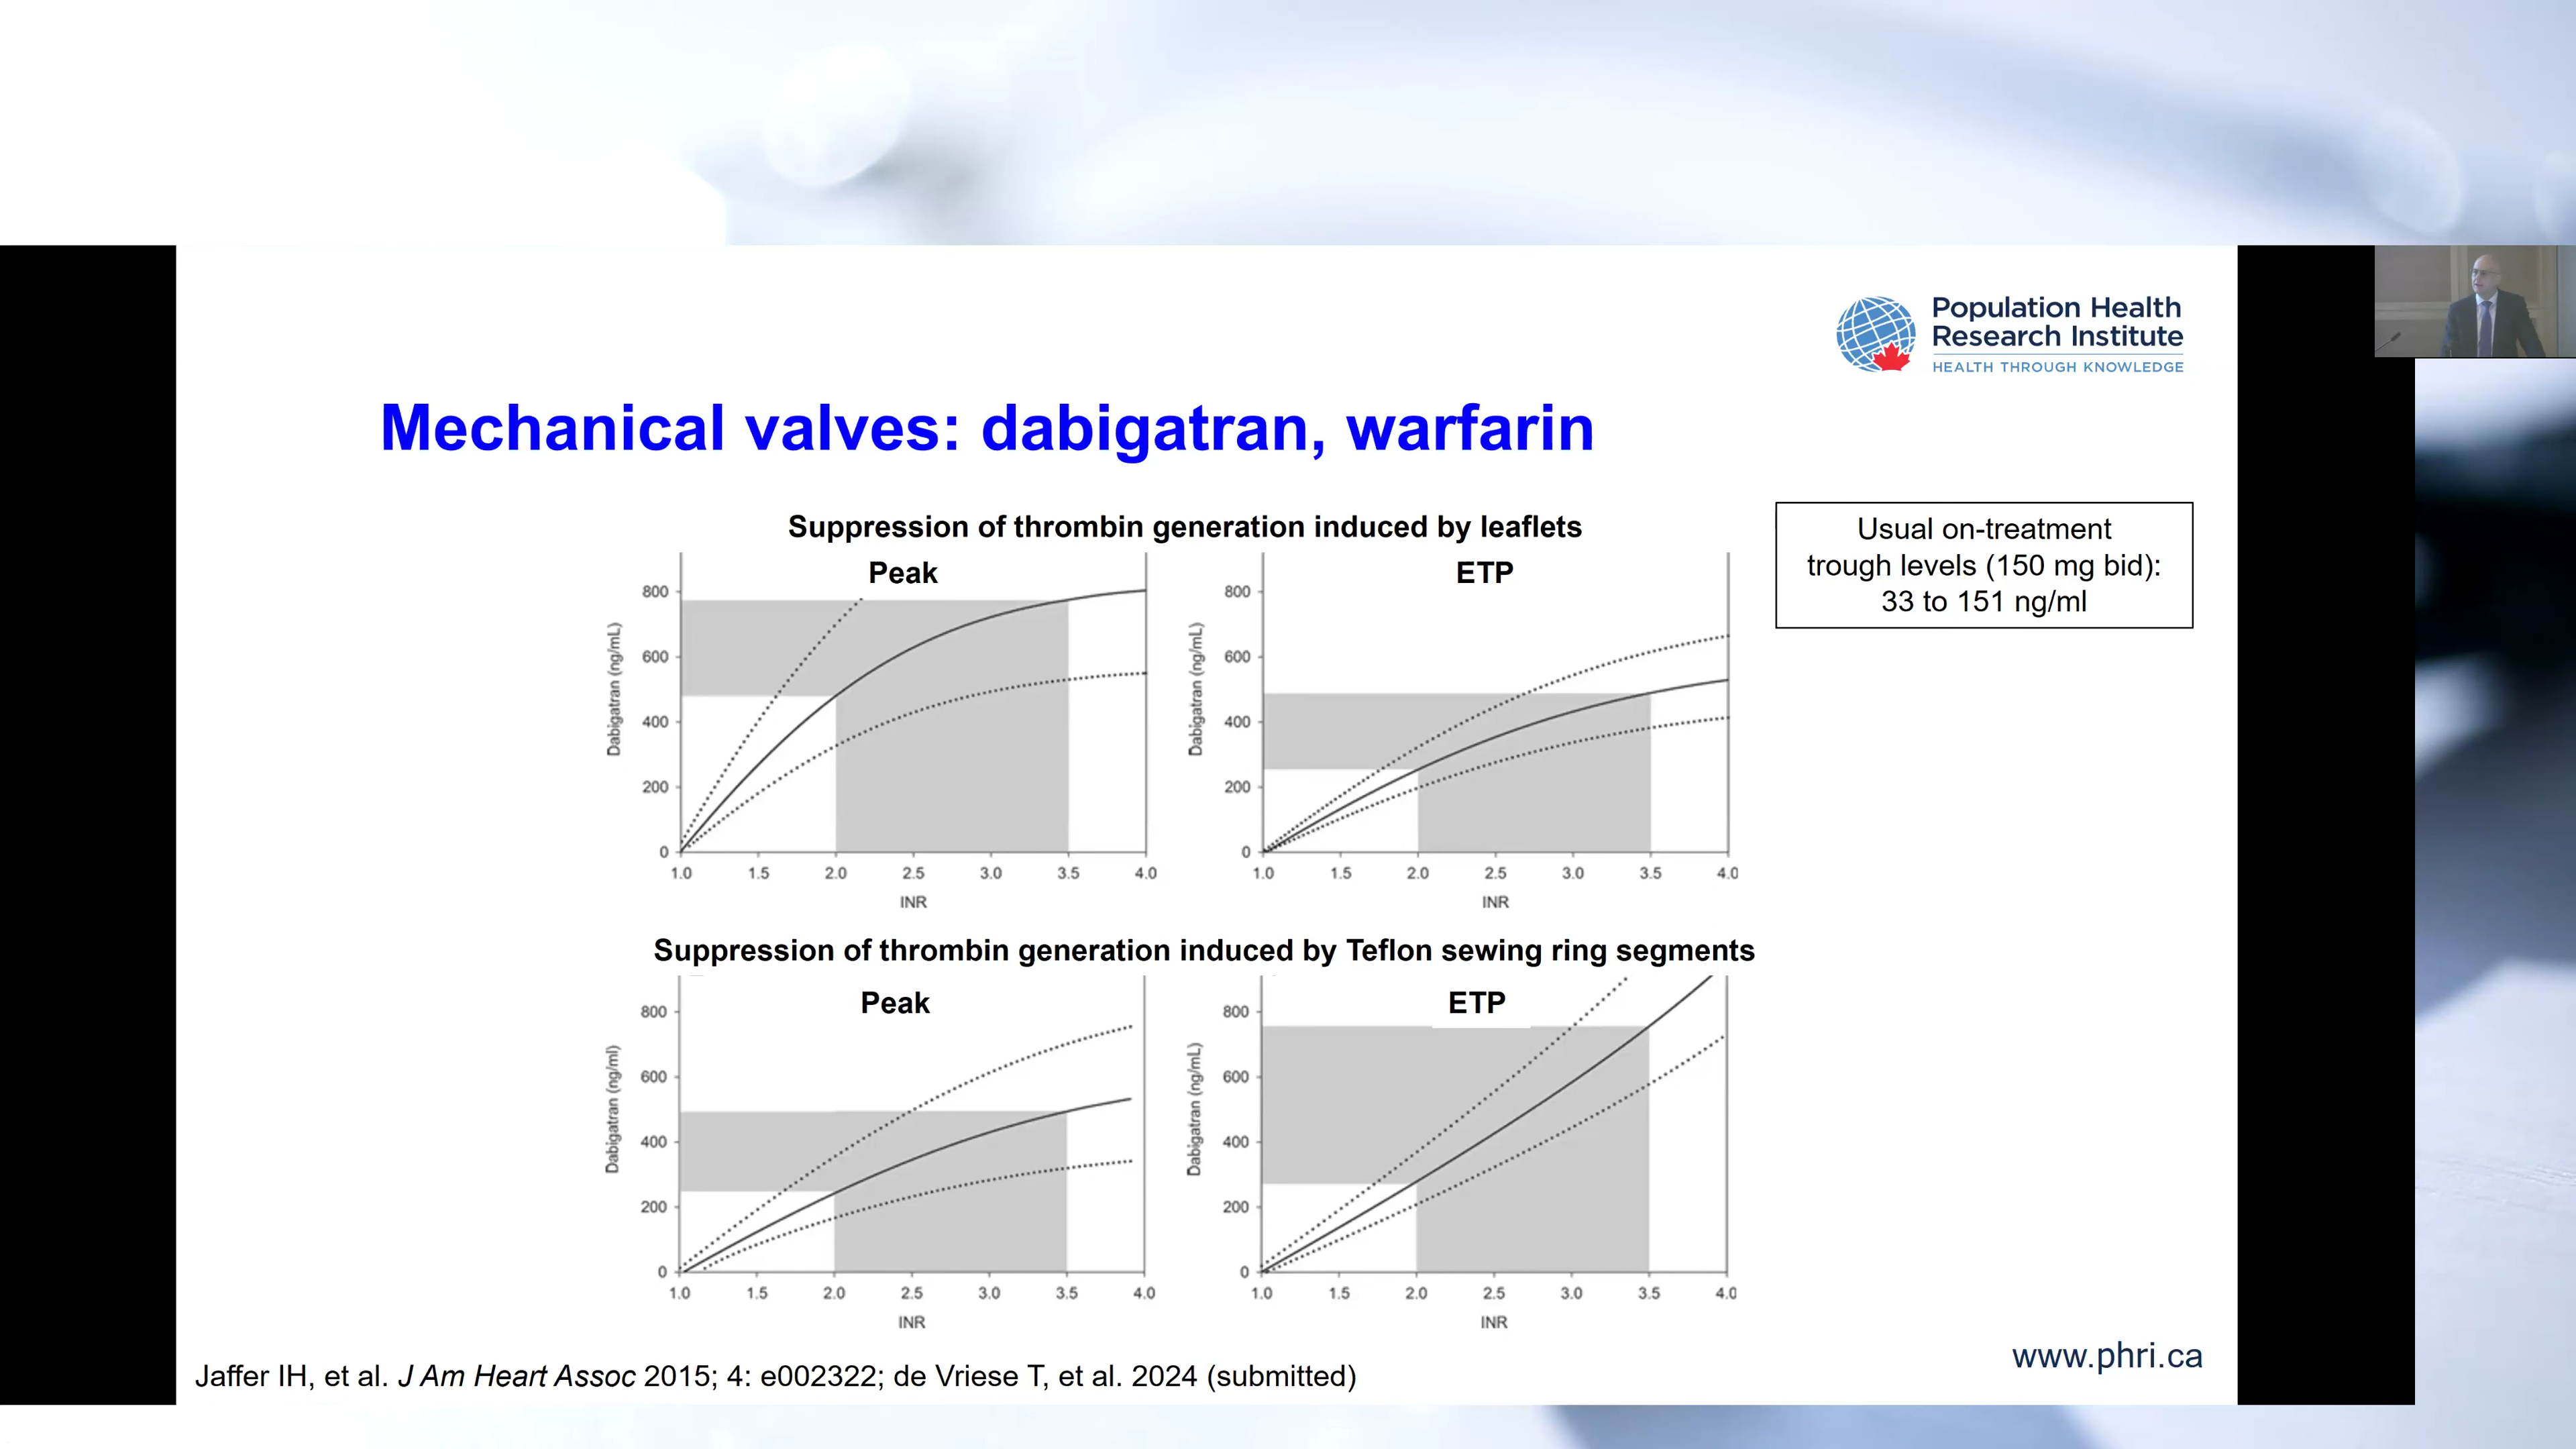 Population Health
Research Institute
HEALTH THROUGH KNOWLEDGE
Mechanical valves: dabigatran, warfarin
Suppression of thrombin generation induced by leaflets
Usual on-treatment
trough levels (150 mg bid):
33 to 151 ng/ml
Peak
Dabigatran (ng/mL)
800
600
400
200
0
1.0 1.5 2.0 2.5 3.0 3.5 4.0
INR
ETP
Dabigatran (ng/mL)
800
600
400
200
0
1.0 1.5 2.0 2.5 3.0 3.5 4.0
INR
Suppression of thrombin generation induced by Teflon sewing ring segments
Peak
Dabigatran (ng/ml)
800
600
400
200
0
1.0 1.5 2.0 2.5 3.0 3.5 4.0
INR
ETP
Dabigatran (ng/mL)
800
600
400
200
0
1.0 1.5 2.0 2.5 3.0 3.5 4.0
INR
www.phri.ca
Jaffer IH, et al. J Am Heart Assoc 2015; 4: e002322; de Vriese T, et al. 2024 (submitted)